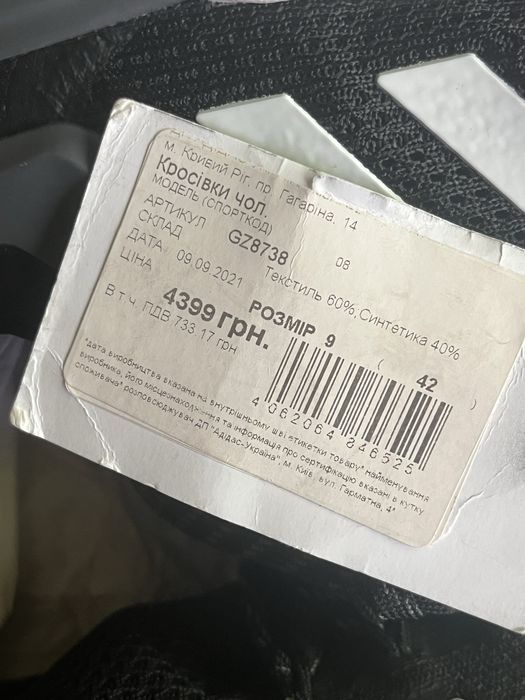 м. Кривий Ріг, пр. Гагаріна, 14
Кросівки чол.
МОДЕЛЬ (СПОРТКОД) 08
АРТИКУЛ GZ8738
СКЛАД Текстиль 60%,Синтетика 40%
ДАТА 09.09.2021
ЦІНА РОЗМІР 9 ( 42 )
4399 грн.
В т.ч. ПДВ 733.17 грн
4 062064 846525
*дата виробництва вказана на внутрішньому шві етикетки товару* найменування
виробника, його місцезнаходження та інформація про сертифікацію вказані в кутку
споживача* розповсюджувач ДП "Адідас-Україна", м. Київ, вул. Гарматна, 4*